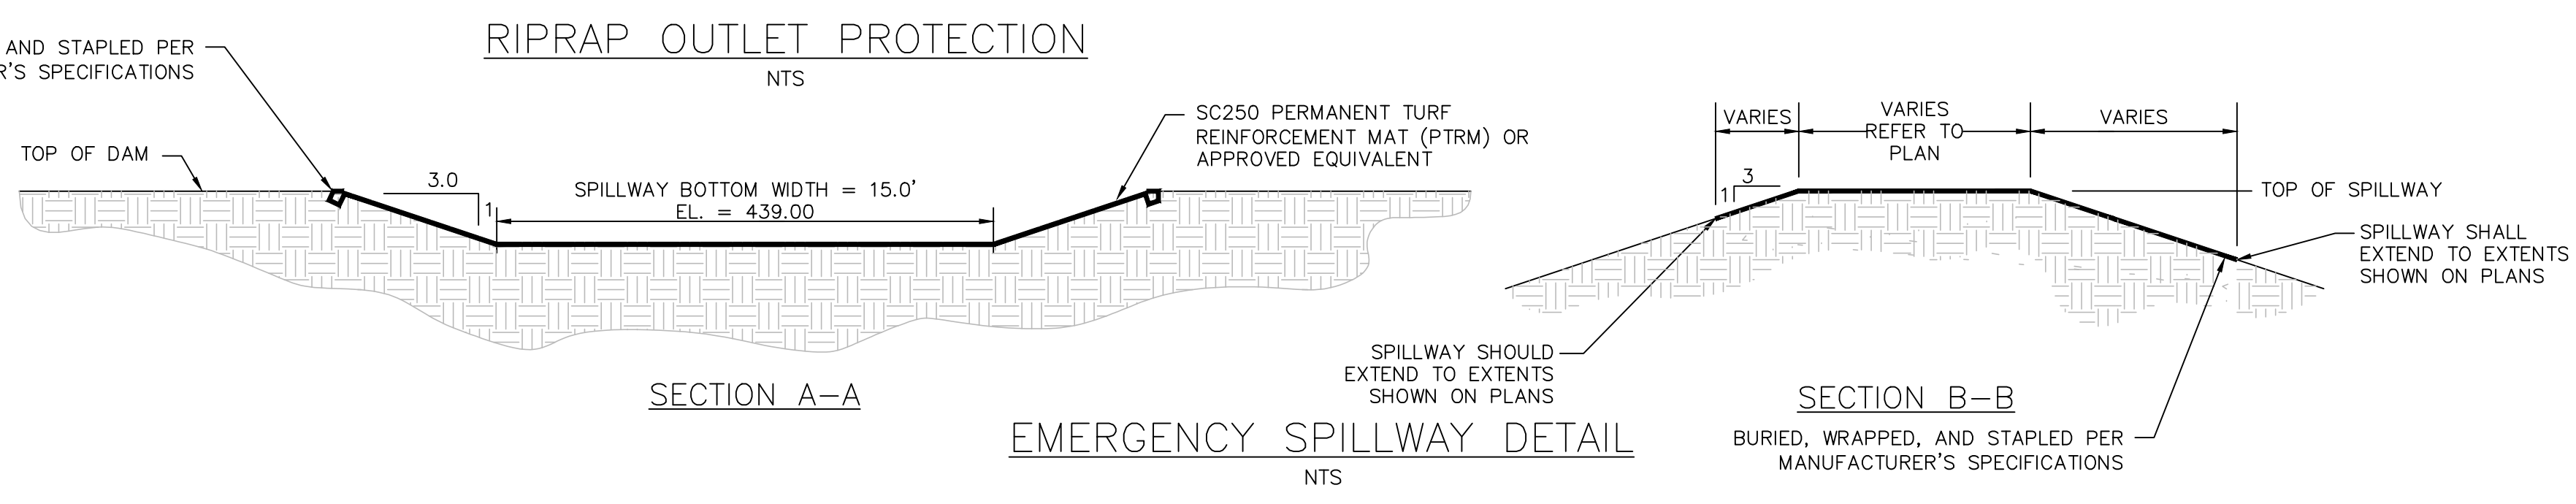 RIPRAP OUTLET PROTECTION
NTS
AND STAPLED PER
R'S SPECIFICATIONS
TOP OF DAM
3.0
1
SPILLWAY BOTTOM WIDTH = 15.0'
EL. = 439.00
SC250 PERMANENT TURF
REINFORCEMENT MAT (PTRM) OR
APPROVED EQUIVALENT
SECTION A-A
VARIES
VARIES
REFER TO
PLAN
VARIES
3
1
TOP OF SPILLWAY
SPILLWAY SHALL
EXTEND TO EXTENTS
SHOWN ON PLANS
SPILLWAY SHOULD
EXTEND TO EXTENTS
SHOWN ON PLANS
SECTION B-B
BURIED, WRAPPED, AND STAPLED PER
MANUFACTURER'S SPECIFICATIONS
EMERGENCY SPILLWAY DETAIL
NTS